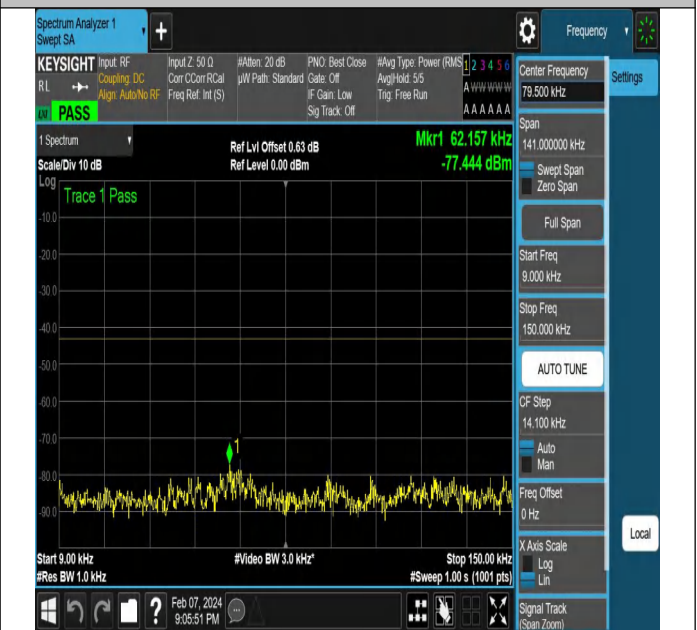 Spectrum Analyzer 1
Swept SA
+
Frequency
KEYSIGHT
RL
PASS
Input: RF
Coupling: DC
Align: Auto/No RF
Input Z: 50 Ω
Corr CCorr RCal
Freq Ref: Int (S)
#Atten: 20 dB
µW Path: Standard
PNO: Best Close
Gate: Off
IF Gain: Low
Sig Track: Off
#Avg Type: Power (RMS
Avg|Hold: 5/5
Trig: Free Run
1 2 3 4 5 6
A W W W W W
A A A A A A
Center Frequency
79.500 kHz
Settings
Span
141.000000 kHz
Swept Span
Zero Span
Full Span
Start Freq
9.000 kHz
Stop Freq
150.000 kHz
AUTO TUNE
CF Step
14.100 kHz
Auto
Man
Freq Offset
0 Hz
X Axis Scale
Log
Lin
Signal Track
(Span Zoom)
Local
1 Spectrum
Scale/Div 10 dB
Ref Lvl Offset 0.63 dB
Ref Level 0.00 dBm
Mkr1 62.157 kHz
-77.444 dBm
Log
Trace 1 Pass
-10.0
-20.0
-30.0
-40.0
-50.0
-60.0
-70.0
-80.0
-90.0
1
Start 9.00 kHz
#Res BW 1.0 kHz
#Video BW 3.0 kHz*
Stop 150.00 kHz
#Sweep 1.00 s (1001 pts)
?
Feb 07, 2024
9:05:51 PM